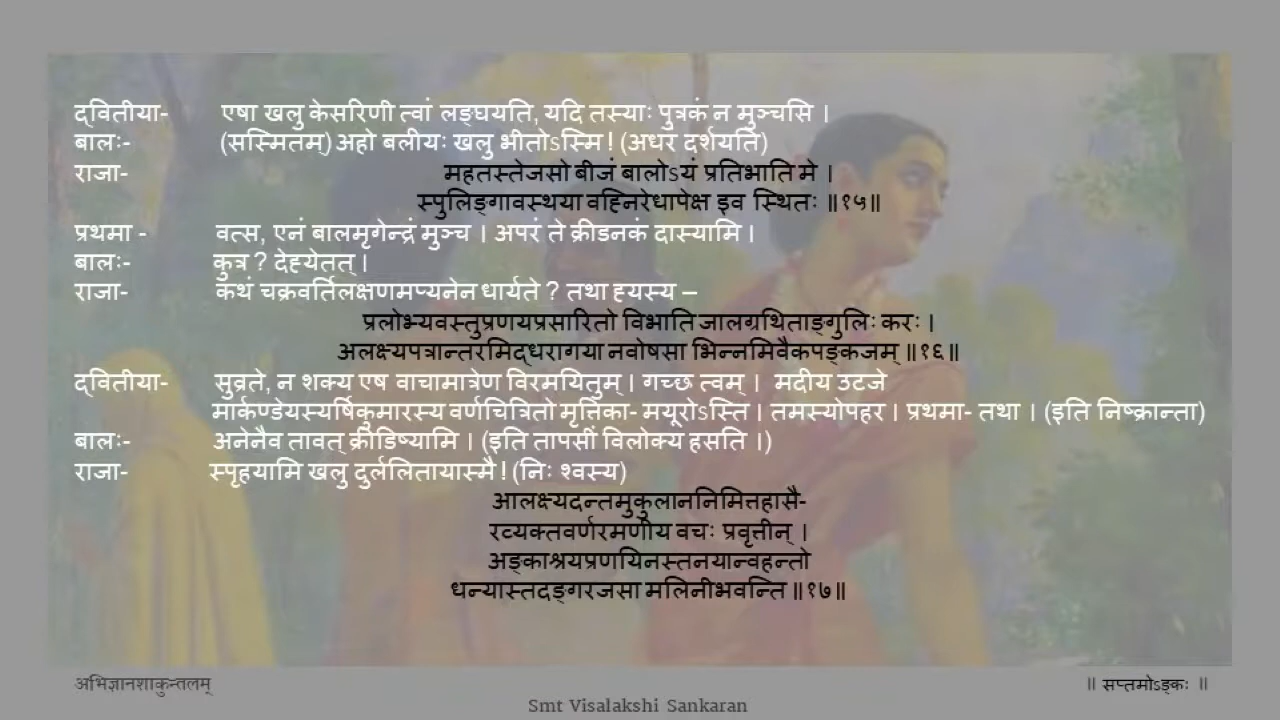 द्वितीया- एषा खलु केसरिणी त्वां लङ्घयति, यदि तस्याः पुत्रकं न मुञ्चसि ।
बालः- (सस्मितम्) अहो बलीयः खलु भीतोऽस्मि ! (अधरं दर्शयति)
राजा- महतस्तेजसो बीजं बालोऽयं प्रतिभाति मे ।
स्पुलिङ्गावस्थया वह्निरेधापेक्ष इव स्थितः ॥१५॥
प्रथमा - वत्स, एनं बालमृगेन्द्रं मुञ्च । अपरं ते क्रीडनकं दास्यामि ।
बालः- कुत्र ? देह्येतत् ।
राजा- कथं चक्रवर्तिलक्षणमप्यनेन धार्यते ? तथा ह्यस्य –
प्रलोभ्यवस्तुप्रणयप्रसारितो विभाति जालग्रथिताङ्गुलिः करः ।
अलक्ष्यपत्रान्तरमिद्धरागया नवोषसा भिन्नमिवैकपङ्कजम् ॥१६॥
द्वितीया- सुव्रते, न शक्य एष वाचामात्रेण विरमयितुम् । गच्छ त्वम् । मदीय उटजे
मार्कण्डेयस्यर्षिकुमारस्य वर्णचित्रितो मृत्तिका- मयूरोऽस्ति । तमस्योपहर । प्रथमा- तथा । (इति निष्क्रान्ता)
बालः- अनेनैव तावत् क्रीडिष्यामि । (इति तापसीं विलोक्य हसति ।)
राजा- स्पृहयामि खलु दुर्ललितायास्मै ! (निः श्वस्य)
आलक्ष्यदन्तमुकुलाननिमित्तहासै-
रव्यक्तवर्णरमणीय वचः प्रवृत्तीन् ।
अङ्काश्रयप्रणयिनस्तनयान्वहन्तो
धन्यास्तदङ्गरजसा मलिनीभवन्ति ॥१७॥
अभिज्ञानशाकुन्तलम्
॥ सप्तमोऽङ्कः ॥
Smt Visalakshi Sankaran